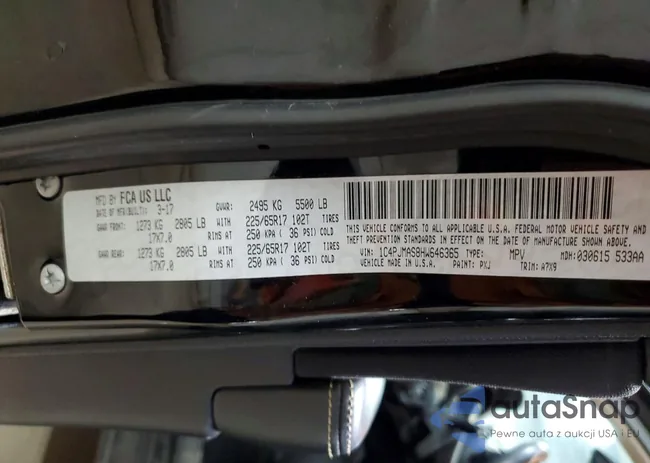 MFD BY FCA US LLC
DATE OF MFR/BUILT: 3-17 GVWR: 2495 KG 5500 LB
GAWR FRONT: 1273 KG 2805 LB WITH 225/65R17 102T TIRES
17X7.0 RIMS AT 250 KPA ( 36 PSI) COLD
GAWR REAR: 1273 KG 2805 LB WITH 225/65R17 102T TIRES
17X7.0 RIMS AT 250 KPA ( 36 PSI) COLD
THIS VEHICLE CONFORMS TO ALL APPLICABLE U.S.A. FEDERAL MOTOR VEHICLE SAFETY AND
THEFT PREVENTION STANDARDS IN EFFECT ON THE DATE OF MANUFACTURE SHOWN ABOVE.
VIN: 1C4PJMAS9HW646365 TYPE: MPV MDH: 030615 533AA
VEHICLE MADE IN U.S.A. PAINT: PXJ TRIM: A7X9
autaSnap
Pewne auta z aukcji USA i EU